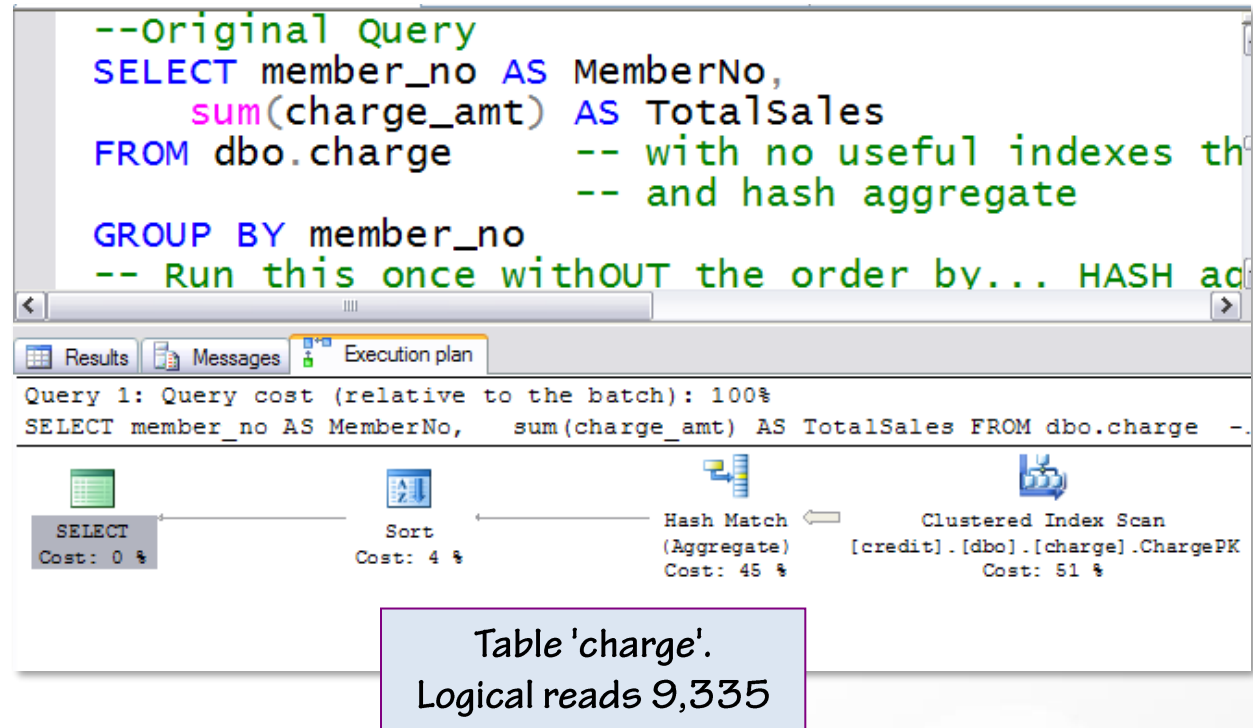 --Original Query
SELECT member_no AS MemberNo,
sum(charge_amt) AS TotalSales
FROM dbo.charge -- with no useful indexes th
-- and hash aggregate
GROUP BY member_no
-- Run this once withOUT the order by... HASH ag
Results Messages Execution plan
Query 1: Query cost (relative to the batch): 100%
SELECT member_no AS MemberNo, sum(charge_amt) AS TotalSales FROM dbo.charge -.
SELECT
Cost: 0 %
Sort
Cost: 4 %
Hash Match
(Aggregate)
Cost: 45 %
Clustered Index Scan
[credit].[dbo].[charge].ChargePK
Cost: 51 %
Table 'charge'.
Logical reads 9,335